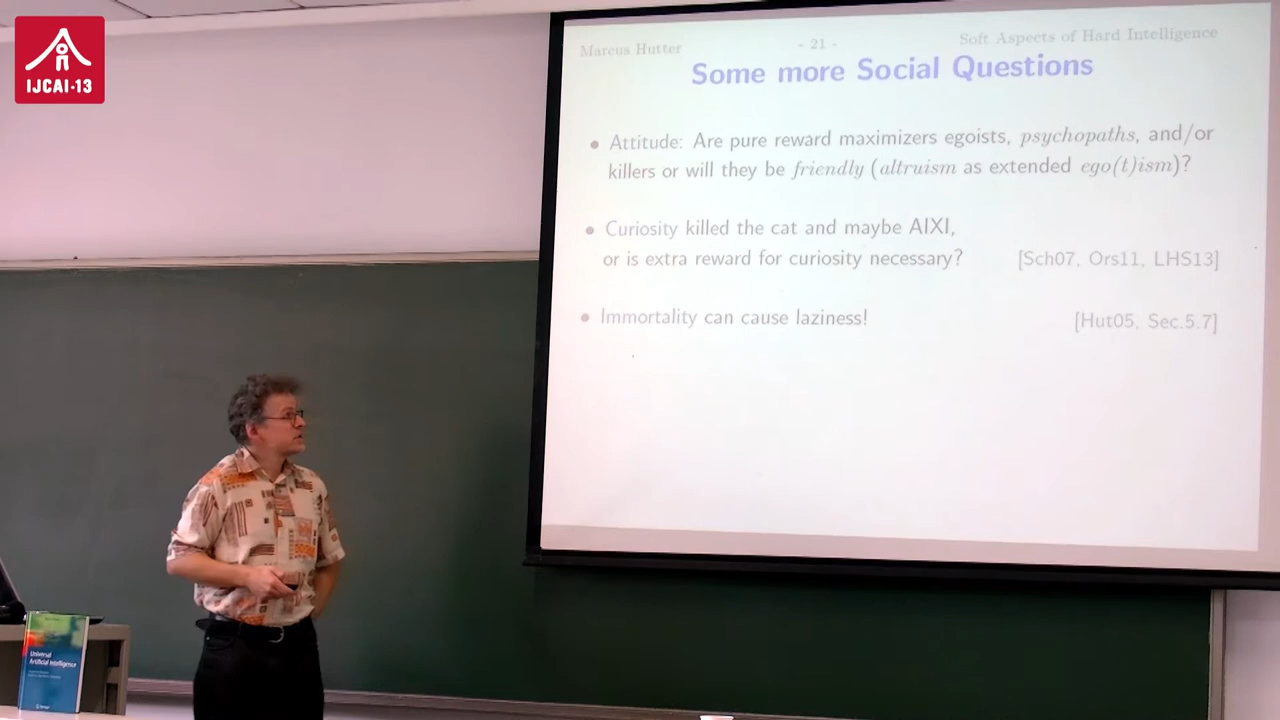 IJCAI-13
Marcus Hutter - 21 - Soft Aspects of Hard Intelligence
Some more Social Questions
• Attitude: Are pure reward maximizers egoists, psychopaths, and/or
killers or will they be friendly (altruism as extended ego(t)ism)?
• Curiosity killed the cat and maybe AIXI,
or is extra reward for curiosity necessary? [Sch07, Ors11, LHS13]
• Immortality can cause laziness! [Hut05, Sec.5.7]
Universal
Artificial Intelligence